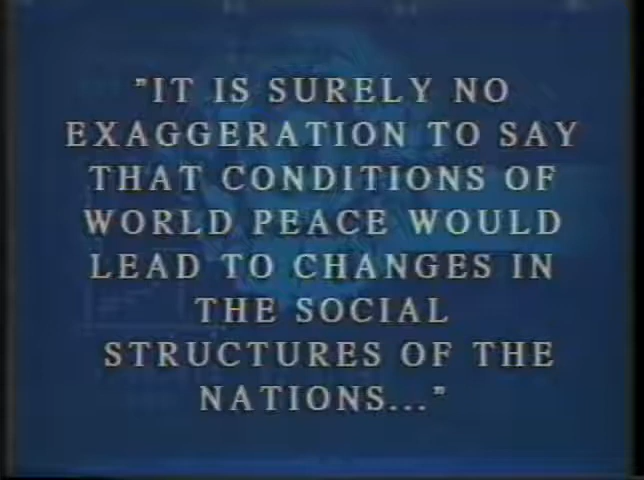 "IT IS SURELY NO
EXAGGERATION TO SAY
THAT CONDITIONS OF
WORLD PEACE WOULD
LEAD TO CHANGES IN
THE SOCIAL
STRUCTURES OF THE
NATIONS..."